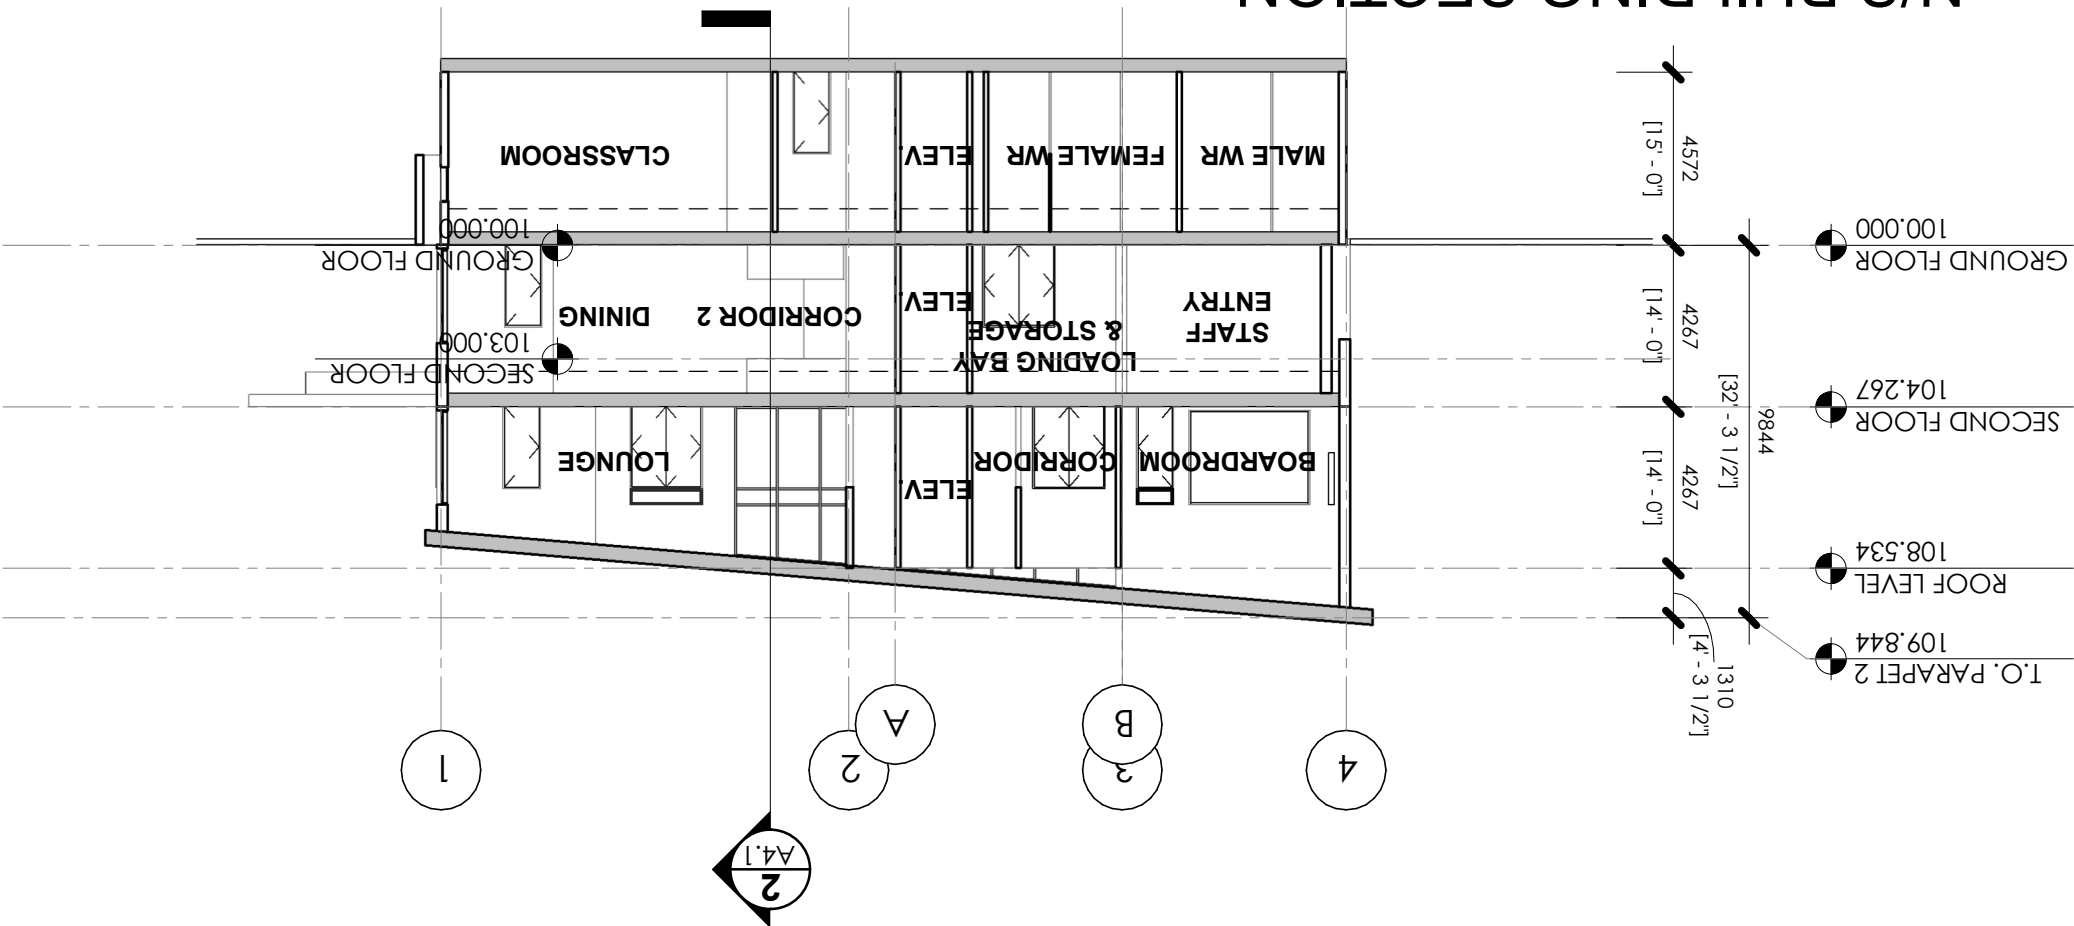 2
A4.1
4
3
2
1
B
A
T.O. PARAPET 2
109.844
1310
[4' - 3 1/2"]
ROOF LEVEL
108.534
4267
[14' - 0"]
9844
[32' - 3 1/2"]
SECOND FLOOR
104.267
4267
[14' - 0"]
GROUND FLOOR
100.000
4572
[15' - 0"]
ELEV.
BOARDROOM
CORRIDOR
LOUNGE
SECOND FLOOR
103.000
LOADING BAY
& STORAGE
STAFF
ENTRY
ELEV.
CORRIDOR 2
DINING
GROUND FLOOR
100.000
MALE WR
FEMALE WR
ELEV.
CLASSROOM
N/S BUILDING SECTION